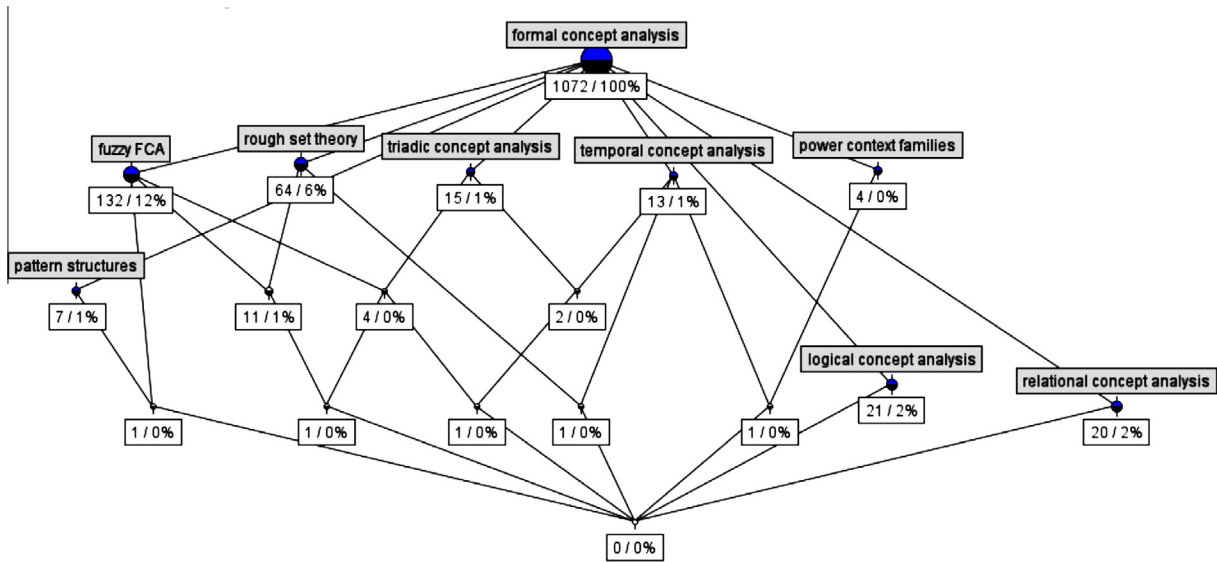 formal concept analysis
1072 / 100%
fuzzy FCA
rough set theory
triadic concept analysis
temporal concept analysis
power context families
132 / 12%
64 / 6%
15 / 1%
13 / 1%
4 / 0%
pattern structures
7 / 1%
11 / 1%
4 / 0%
2 / 0%
logical concept analysis
relational concept analysis
21 / 2%
1 / 0%
1 / 0%
1 / 0%
1 / 0%
1 / 0%
20 / 2%
0 / 0%